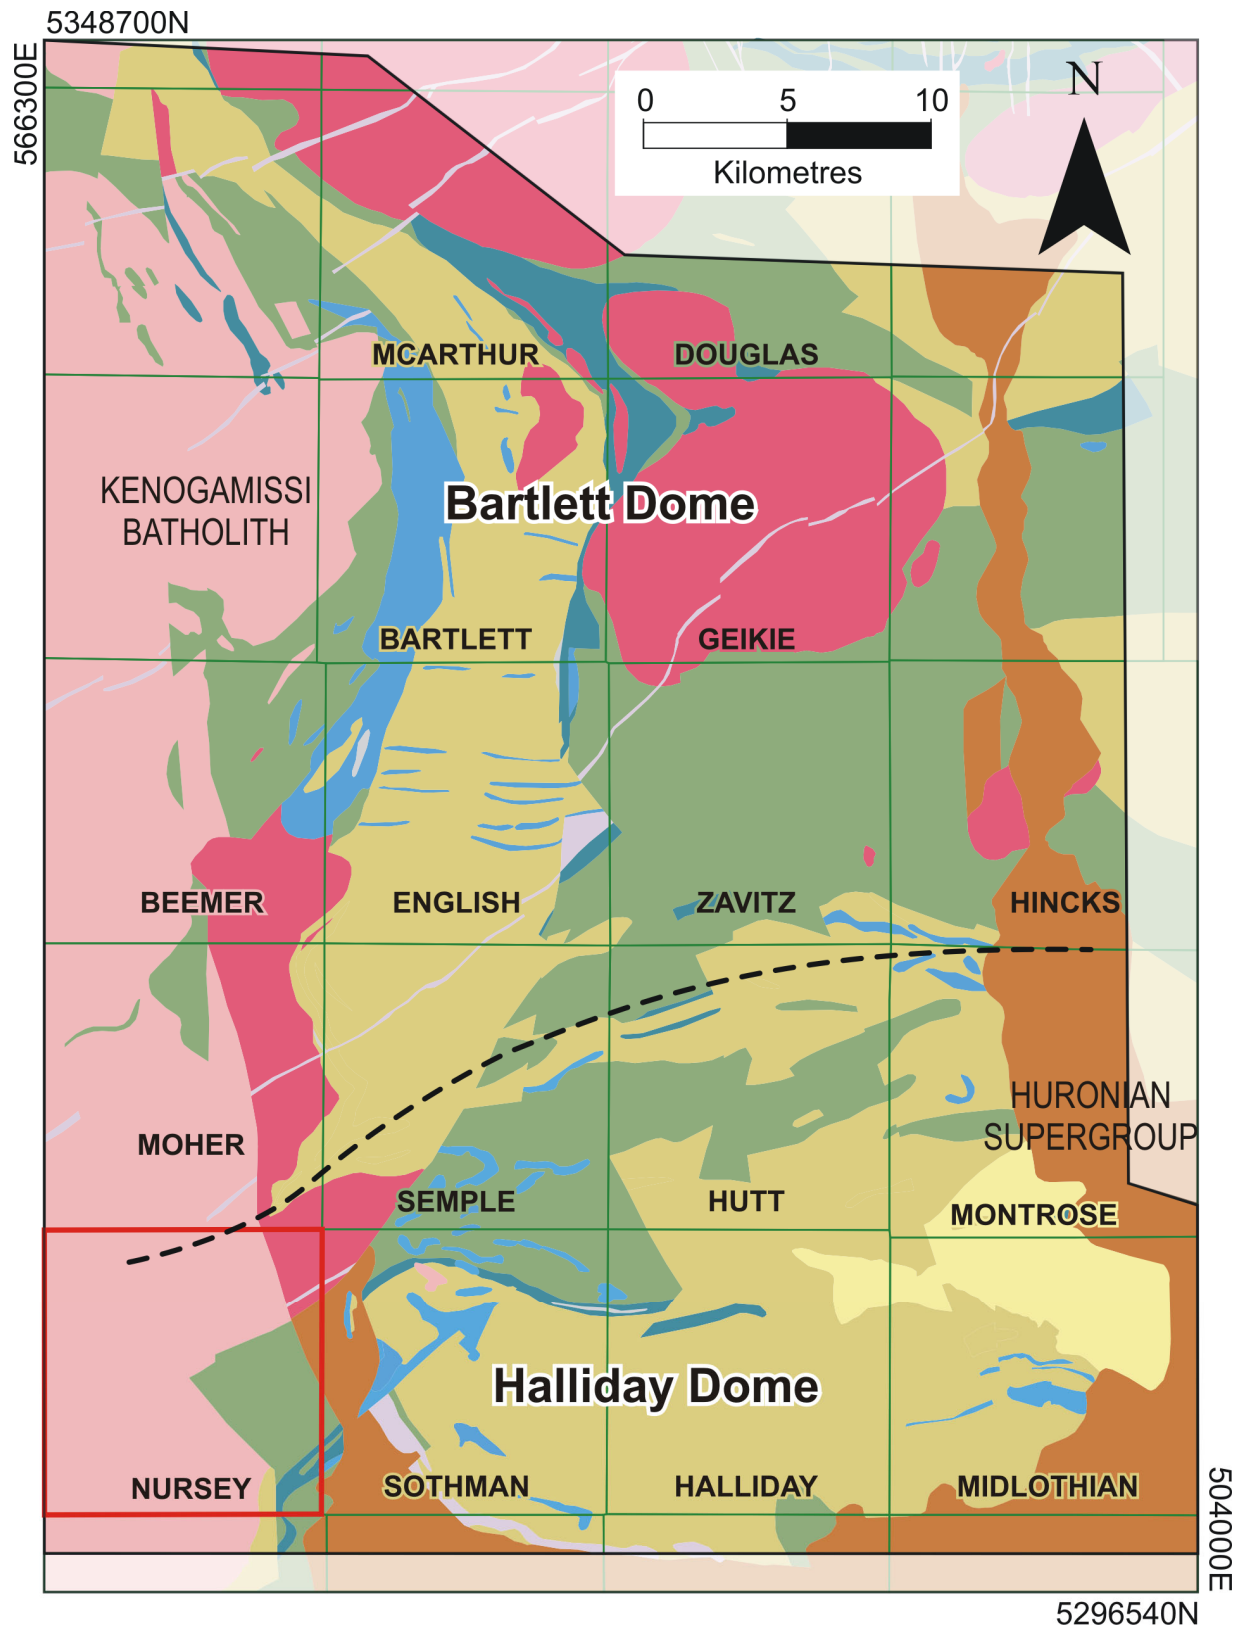 5348700N
566300E
0 5 10
Kilometres
N
MCARTHUR
DOUGLAS
KENOGAMISSI
BATHOLITH
Bartlett Dome
BARTLETT
GEIKIE
BEEMER
ENGLISH
ZAVITZ
HINCKS
HURONIAN
SUPERGROUP
MOHER
SEMPLE
HUTT
MONTROSE
Halliday Dome
NURSEY
SOTHMAN
HALLIDAY
MIDLOTHIAN
504000E
5296540N